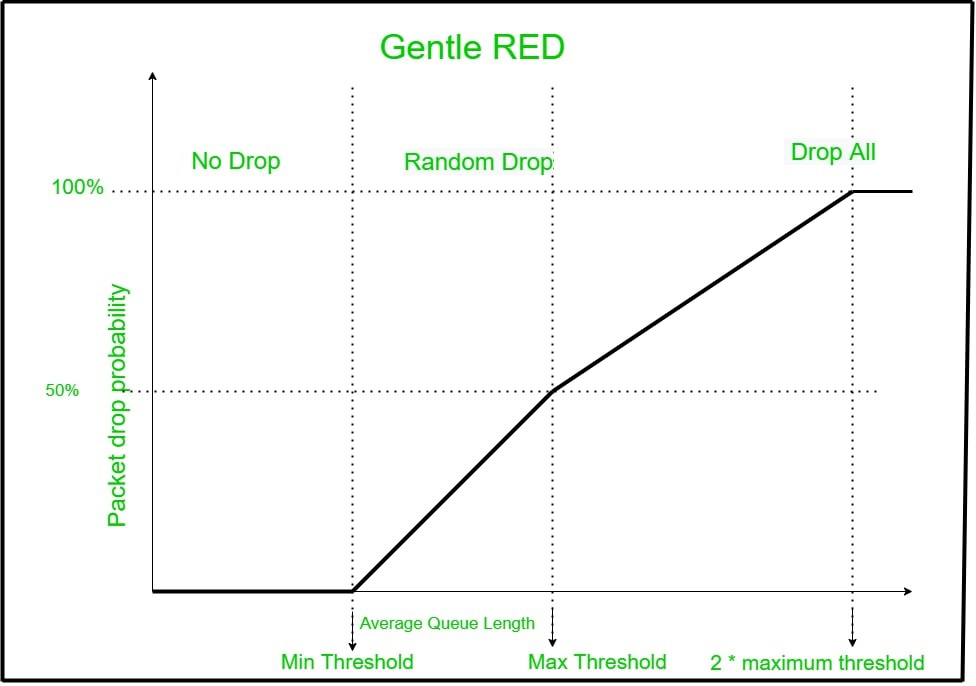 Gentle RED
No Drop
Random Drop
Drop All
100%
Packet drop probability
50%
Average Queue Length
Min Threshold
Max Threshold
2 * maximum threshold